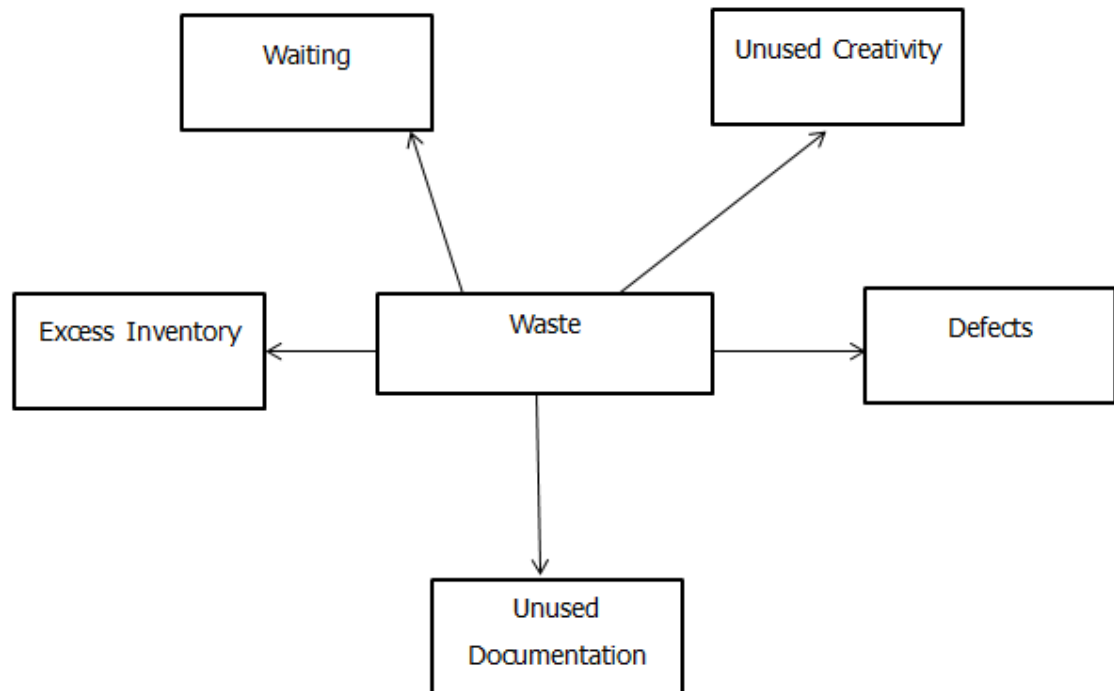 Waiting
Unused Creativity
Excess Inventory
Waste
Defects
Unused
Documentation